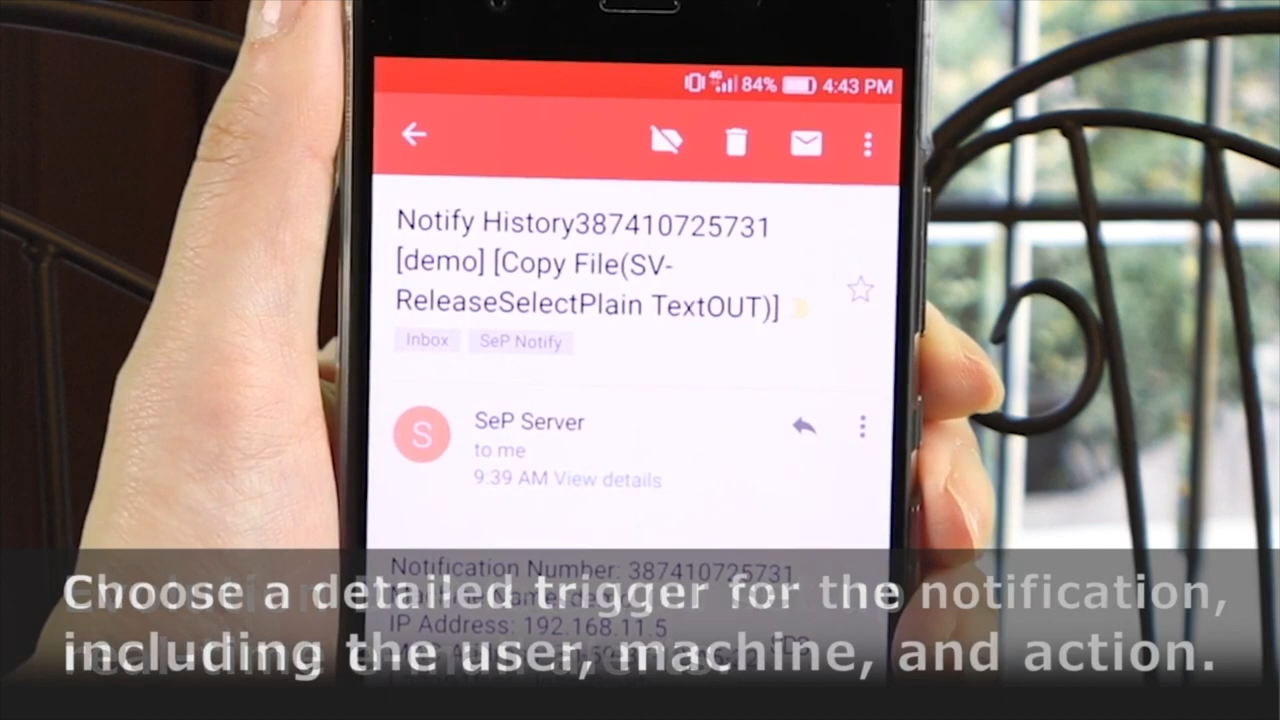 84% 4:43 PM
Notify History387410725731
[demo] [Copy File(SV-
ReleaseSelectPlain TextOUT)]
Inbox SeP Notify
S
SeP Server
to me
9:39 AM View details
Notification Number: 387410725731
IP Address: 192.168.11.5
Choose a detailed trigger for the notification,
including the user, machine, and action.